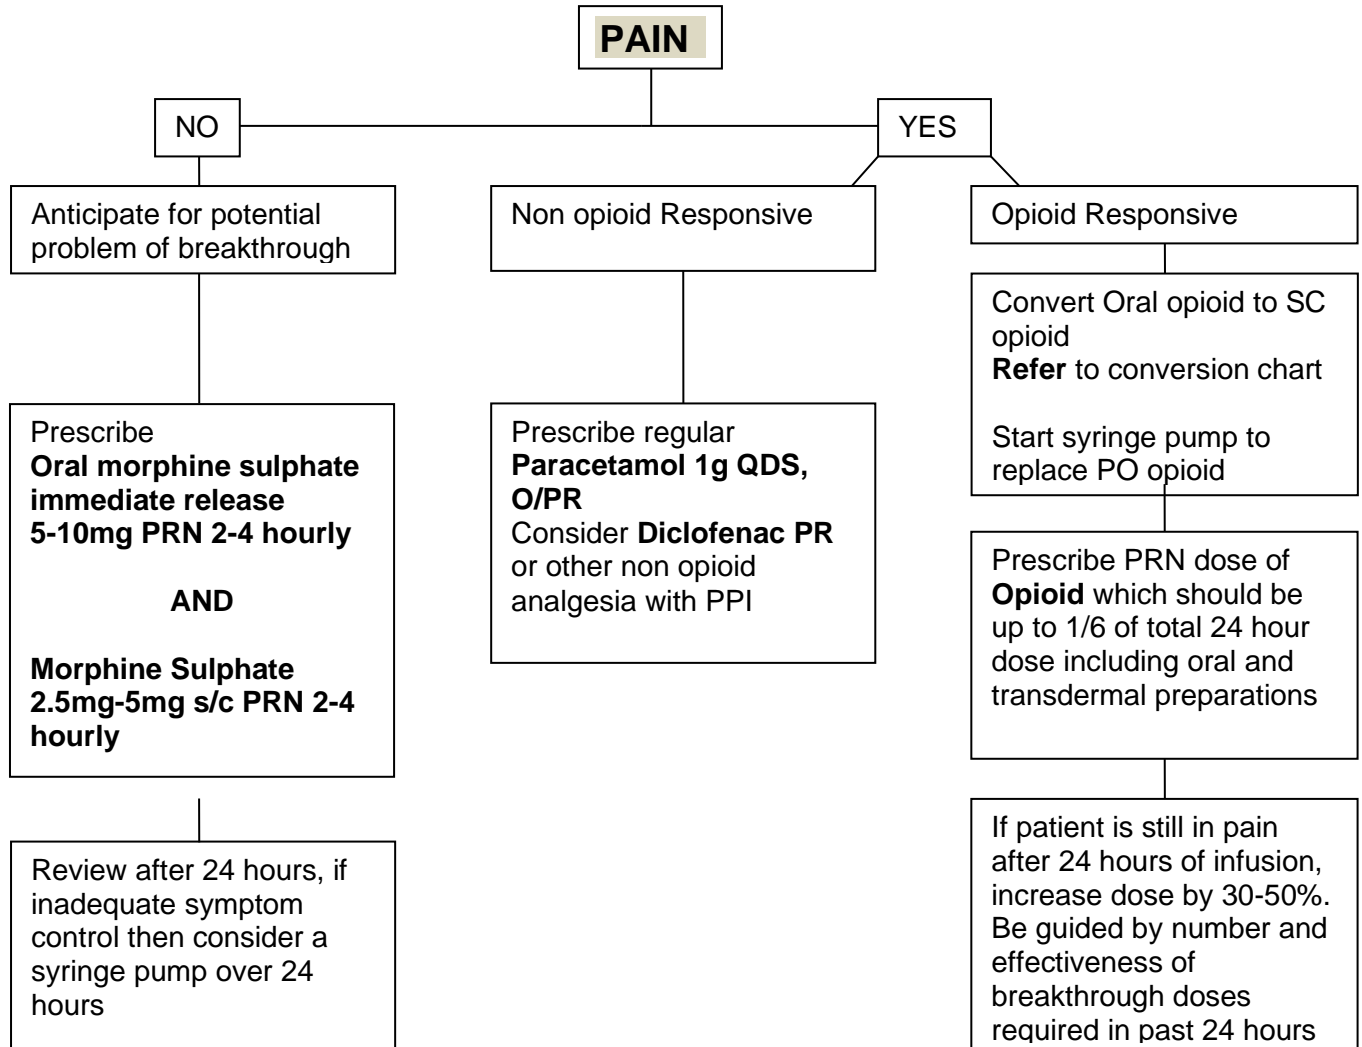 PAIN
NO
YES
Anticipate for potential
problem of breakthrough
Non opioid Responsive
Opioid Responsive
Convert Oral opioid to SC
opioid
Refer to conversion chart
Start syringe pump to
replace PO opioid
Prescribe
Oral morphine sulphate
immediate release
5-10mg PRN 2-4 hourly
AND
Morphine Sulphate
2.5mg-5mg s/c PRN 2-4
hourly
Prescribe regular
Paracetamol 1g QDS,
O/PR
Consider Diclofenac PR
or other non opioid
analgesia with PPI
Prescribe PRN dose of
Opioid which should be
up to 1/6 of total 24 hour
dose including oral and
transdermal preparations
Review after 24 hours, if
inadequate symptom
control then consider a
syringe pump over 24
hours
If patient is still in pain
after 24 hours of infusion,
increase dose by 30-50%.
Be guided by number and
effectiveness of
breakthrough doses
required in past 24 hours